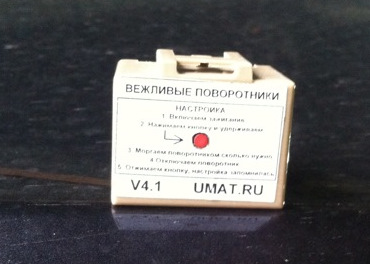 ВЕЖЛИВЫЕ ПОВОРОТНИКИ
НАСТРОЙКА
1. Включаем зажигание
2. Нажимаем кнопку и удерживаем
3. Моргаем поворотником сколько нужно
4. Отключаем поворотник
5. Отжимаем кнопку, настройка запомнилась
V4.1 UMAT.RU